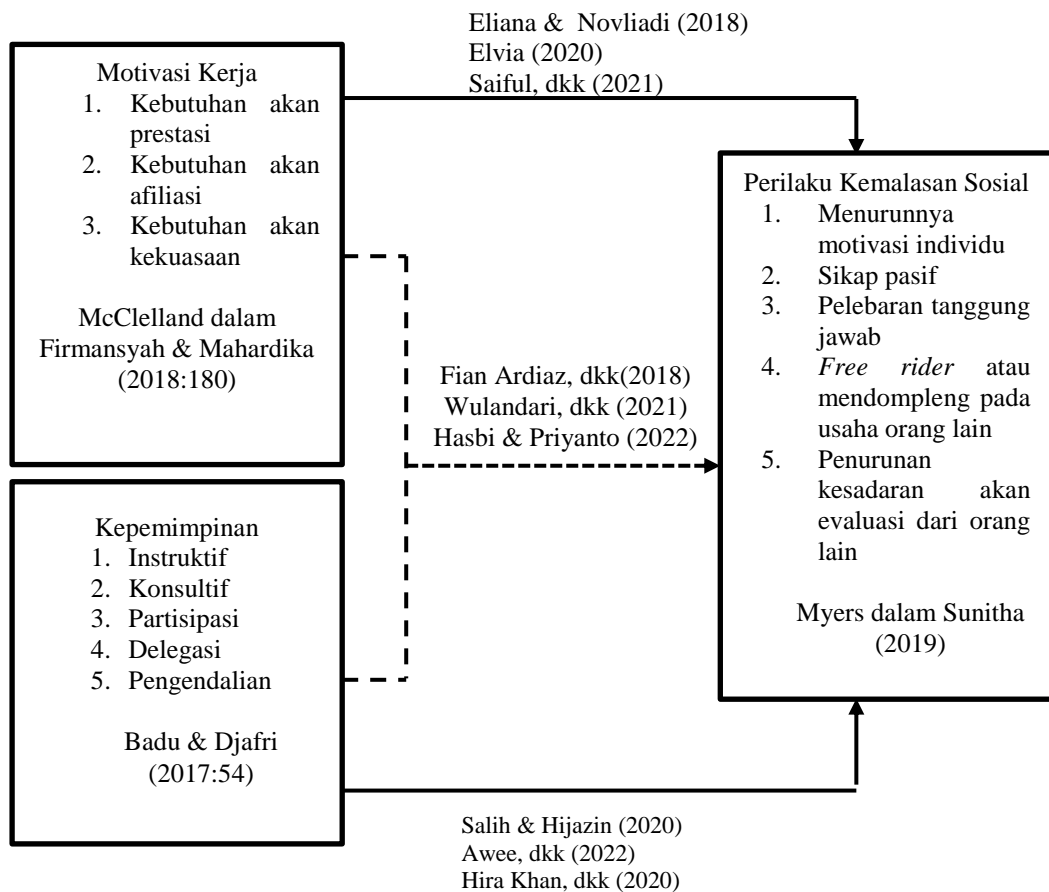 Eliana & Novliadi (2018)
Elvia (2020)
Saiful, dkk (2021)
Motivasi Kerja
1. Kebutuhan akan
prestasi
2. Kebutuhan akan
afiliasi
3. Kebutuhan akan
kekuasaan
McClelland dalam
Firmansyah & Mahardika
(2018:180)
Fian Ardiaz, dkk(2018)
Wulandari, dkk (2021)
Hasbi & Priyanto (2022)
Perilaku Kemalasan Sosial
1. Menurunnya
motivasi individu
2. Sikap pasif
3. Pelebaran tanggung
jawab
4. Free rider atau
mendompleng pada
usaha orang lain
5. Penurunan
kesadaran akan
evaluasi dari orang
lain
Myers dalam Sunitha
(2019)
Kepemimpinan
1. Instruktif
2. Konsultif
3. Partisipasi
4. Delegasi
5. Pengendalian
Badu & Djafri
(2017:54)
Salih & Hijazin (2020)
Awee, dkk (2022)
Hira Khan, dkk (2020)